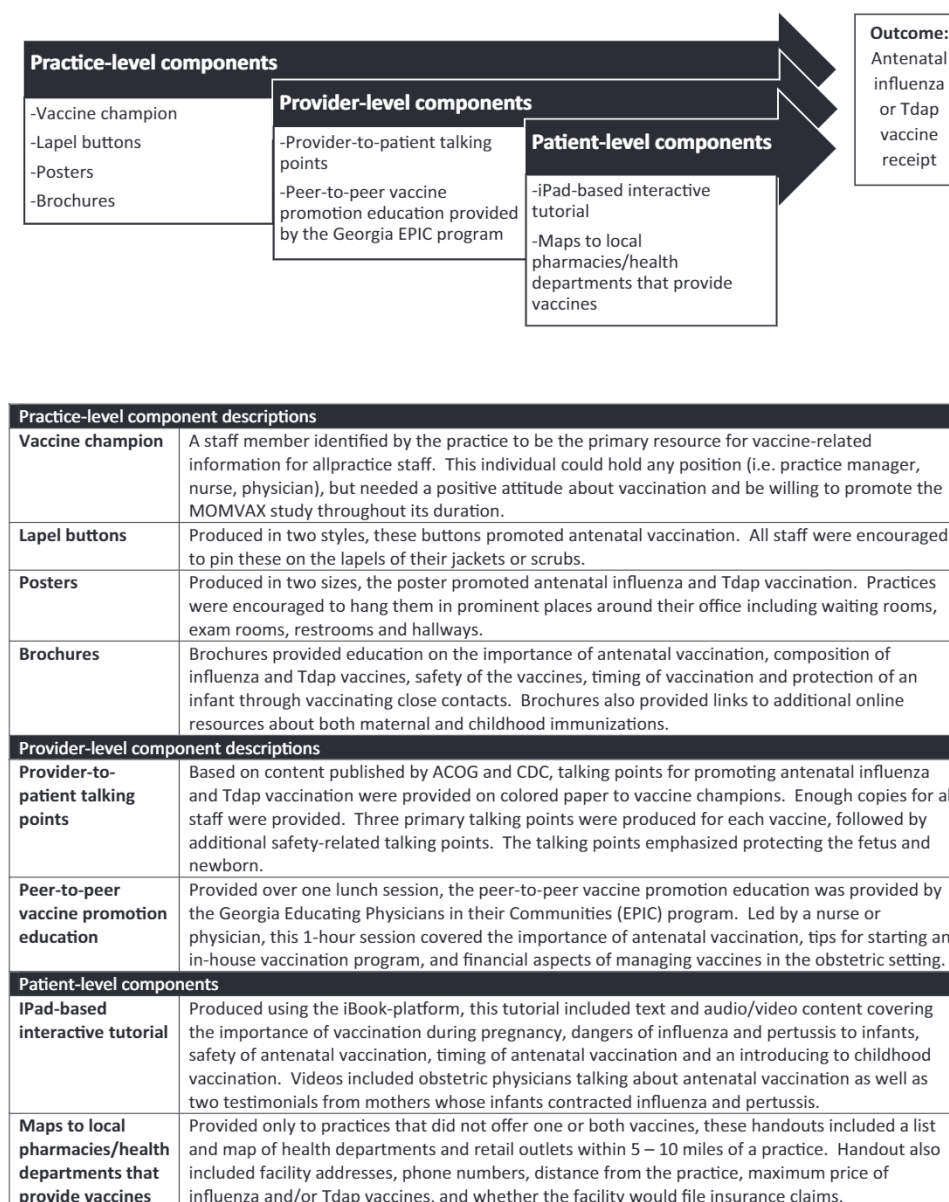 Practice-level components
-Vaccine champion
-Lapel buttons
-Posters
-Brochures
Provider-level components
-Provider-to-patient talking
points
-Peer-to-peer vaccine
promotion education provided
by the Georgia EPIC program
Patient-level components
-iPad-based interactive
tutorial
-Maps to local
pharmacies/health
departments that provide
vaccines
Outcome:
Antenatal
influenza
or Tdap
vaccine
receipt
Practice-level component descriptions
Vaccine champion
A staff member identified by the practice to be the primary resource for vaccine-related
information for allpractice staff.  This individual could hold any position (i.e. practice manager,
nurse, physician), but needed a positive attitude about vaccination and be willing to promote the
MOMVAX study throughout its duration.
Lapel buttons
Produced in two styles, these buttons promoted antenatal vaccination.  All staff were encouraged
to pin these on the lapels of their jackets or scrubs.
Posters
Produced in two sizes, the poster promoted antenatal influenza and Tdap vaccination.  Practices
were encouraged to hang them in prominent places around their office including waiting rooms,
exam rooms, restrooms and hallways.
Brochures
Brochures provided education on the importance of antenatal vaccination, composition of
influenza and Tdap vaccines, safety of the vaccines, timing of vaccination and protection of an
infant through vaccinating close contacts.  Brochures also provided links to additional online
resources about both maternal and childhood immunizations.
Provider-level component descriptions
Provider-to-
patient talking
points
Based on content published by ACOG and CDC, talking points for promoting antenatal influenza
and Tdap vaccination were provided on colored paper to vaccine champions.  Enough copies for
staff were provided.  Three primary talking points were produced for each vaccine, followed by
additional safety-related talking points.  The talking points emphasized protecting the fetus and
newborn.
Peer-to-peer
vaccine promotion
education
Provided over one lunch session, the peer-to-peer vaccine promotion education was provided by
the Georgia Educating Physicians in their Communities (EPIC) program.  Led by a nurse or
physician, this 1-hour session covered the importance of antenatal vaccination, tips for starting an
in-house vaccination program, and financial aspects of managing vaccines in the obstetric setting.
Patient-level components
IPad-based
interactive tutorial
Produced using the iBook-platform, this tutorial included text and audio/video content covering
the importance of vaccination during pregnancy, dangers of influenza and pertussis to infants,
safety of antenatal vaccination, timing of antenatal vaccination and an introducing to childhood
vaccination.  Videos included obstetric physicians talking about antenatal vaccination as well as
two testimonials from mothers whose infants contracted influenza and pertussis.
Maps to local
pharmacies/health
departments that
provide vaccines
Provided only to practices that did not offer one or both vaccines, these handouts included a list
and map of health departments and retail outlets within 5 – 10 miles of a practice.  Handout also
included facility addresses, phone numbers, distance from the practice, maximum price of
influenza and/or Tdap vaccines, and whether the facility would file insurance claims.